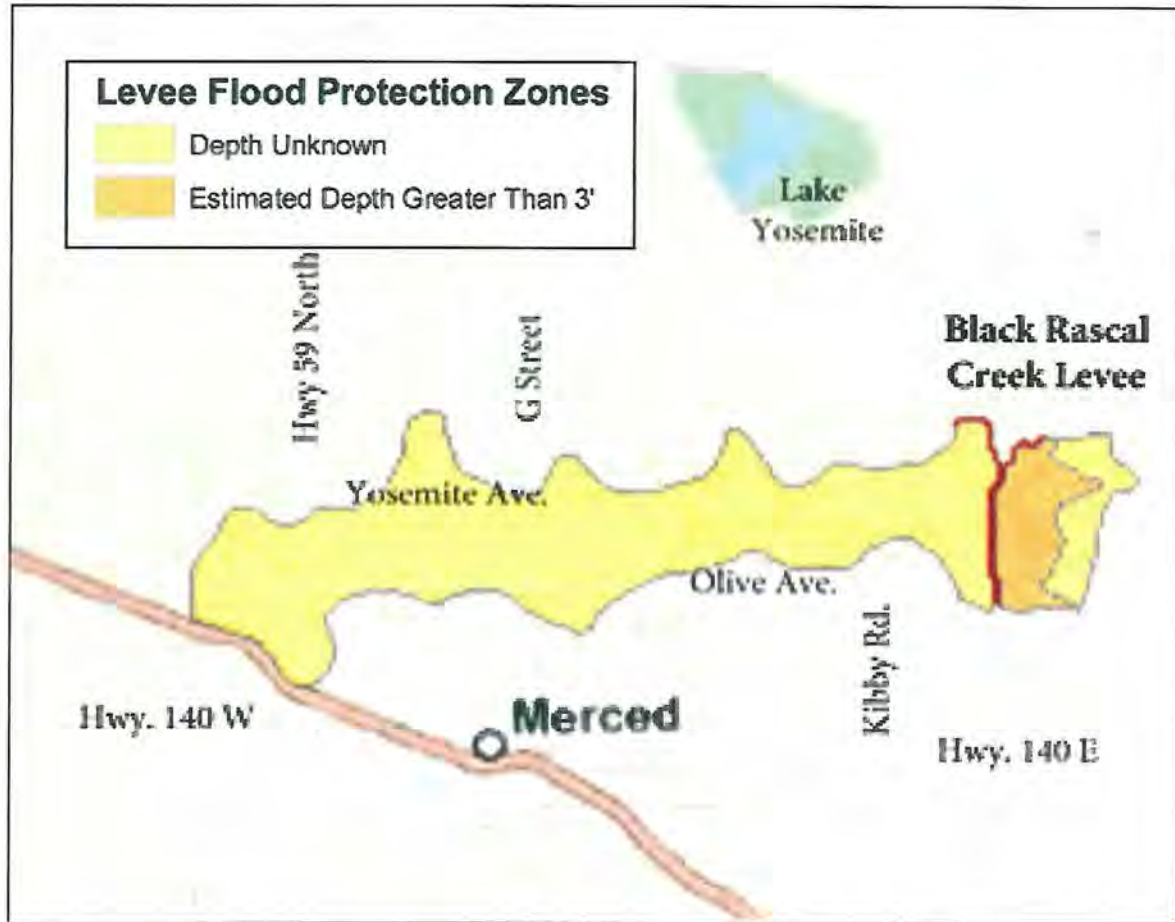 Levee Flood Protection Zones
Depth Unknown
Estimated Depth Greater Than 3'
Lake
Yosemite
Hwy 59 North
G Street
Black Rascal
Creek Levee
Yosemite Ave.
Olive Ave.
Kibby Rd.
Hwy. 140 W
Merced
Hwy. 140 E